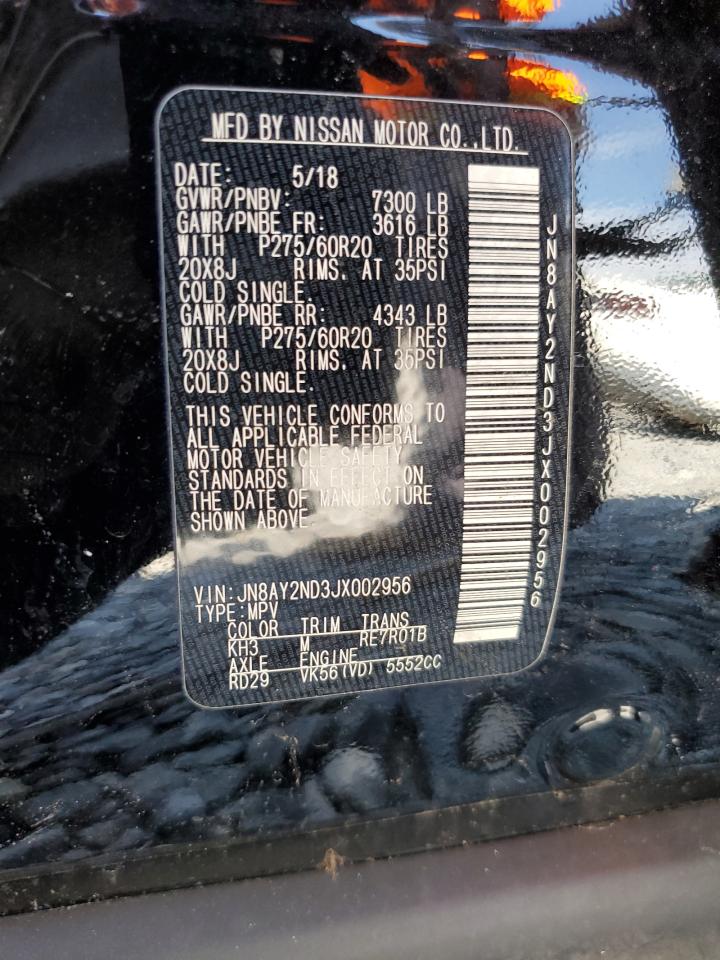 MFD BY NISSAN MOTOR CO.,LTD.
DATE: 5/18
GVWR/PNBV: 7300 LB
GAWR/PNBE FR: 3616 LB
WITH P275/60R20 TIRES
20X8J RIMS. AT 35PSI
COLD SINGLE.
GAWR/PNBE RR: 4343 LB
WITH P275/60R20 TIRES
20X8J RIMS. AT 35PSI
COLD SINGLE.
THIS VEHICLE CONFORMS TO
ALL APPLICABLE FEDERAL
MOTOR VEHICLE SAFETY
STANDARDS IN EFFECT ON
THE DATE OF MANUFACTURE
SHOWN ABOVE.
VIN:JN8AY2ND3JX002956
TYPE:MPV
COLOR TRIM TRANS
KH3 M RE7R01B
AXLE ENGINE
RD29 VK56(VD) 5552CC
JN8AY2ND3JX002956